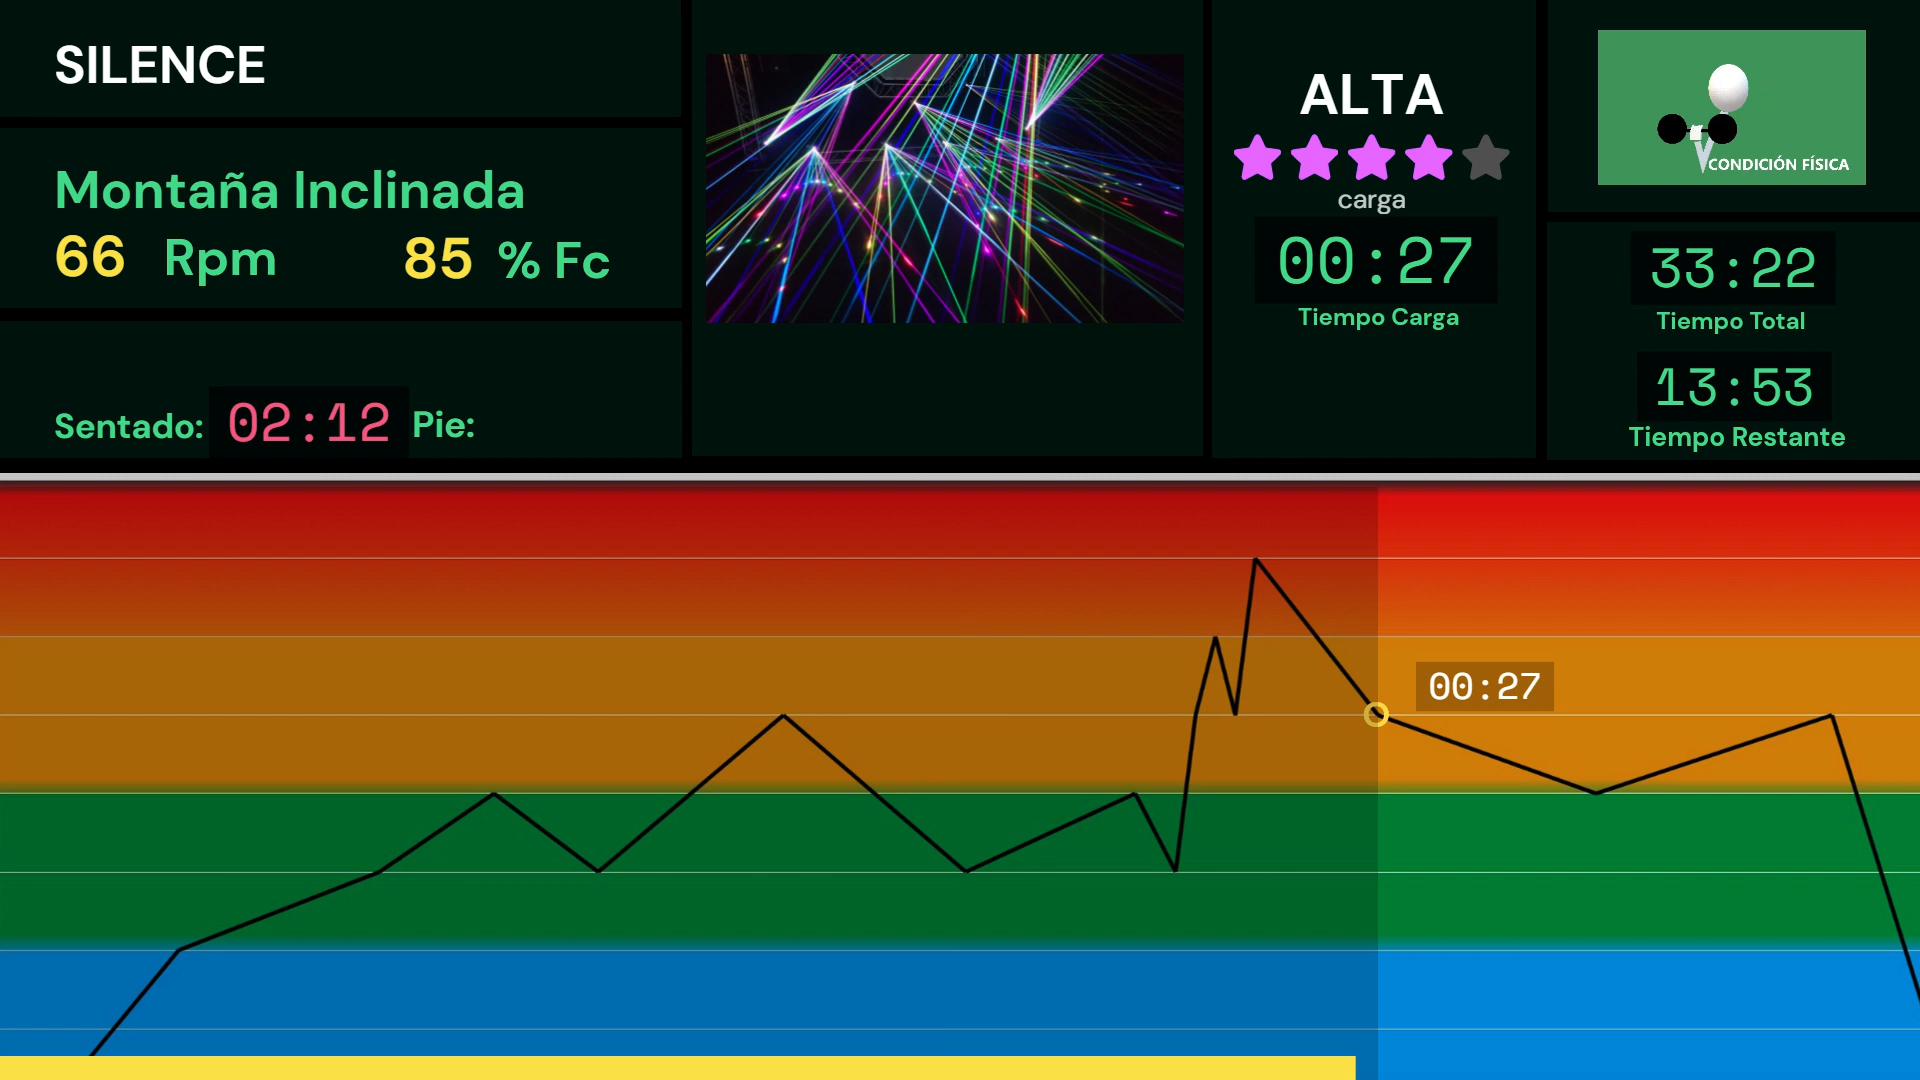 SILENCE
Montaña Inclinada
66 Rpm 85 % Fc
Sentado: 02:12 Pie:
ALTA
carga
00:27
Tiempo Carga
CONDICIÓN FÍSICA
33:22
Tiempo Total
13:53
Tiempo Restante
00:27